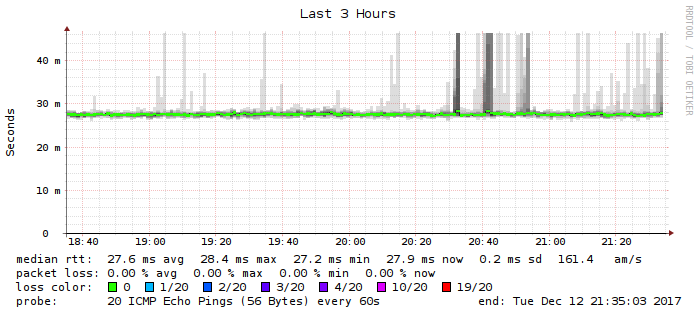 Last 3 Hours
RRDTOOL / TOBI OETIKER
Seconds
40 m
30 m
20 m
10 m
0
18:40 19:00 19:20 19:40 20:00 20:20 20:40 21:00 21:20
median rtt: 27.6 ms avg 28.4 ms max 27.2 ms min 27.9 ms now 0.2 ms sd 161.4 am/s
packet loss: 0.00 % avg 0.00 % max 0.00 % min 0.00 % now
loss color: 0 1/20 2/20 3/20 4/20 10/20 19/20
probe: 20 ICMP Echo Pings (56 Bytes) every 60s end: Tue Dec 12 21:35:03 2017